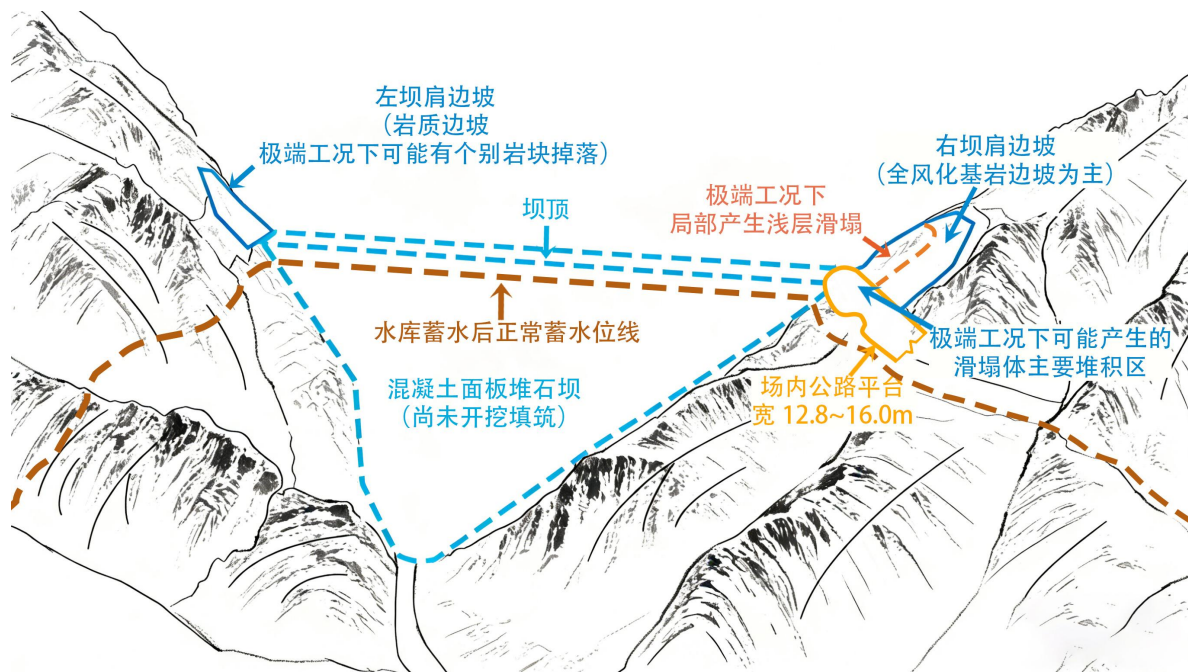 左坝肩边坡
（岩质边坡
极端工况下可能有个别岩块掉落）
坝顶
极端工况下
局部产生浅层滑塌
右坝肩边坡
（全风化基岩边坡为主）
水库蓄水后正常蓄水位线
极端工况下可能产生的
滑塌体主要堆积区
混凝土面板堆石坝
（尚未开挖填筑）
场内公路平台
宽 12.8~16.0m